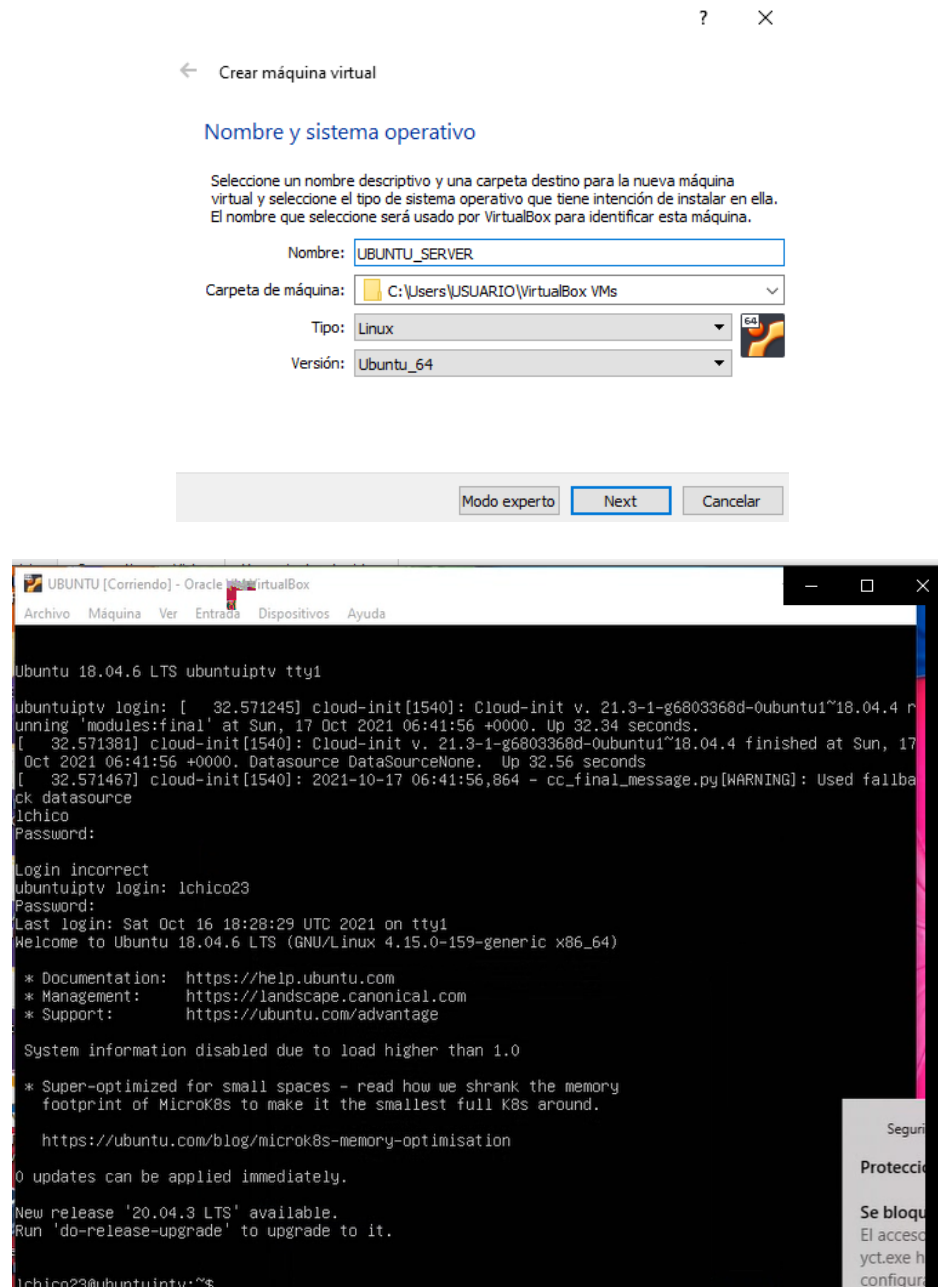 ?
Crear máquina virtual
Nombre y sistema operativo
Seleccione un nombre descriptivo y una carpeta destino para la nueva máquina
virtual y seleccione el tipo de sistema operativo que tiene intención de instalar en ella.
El nombre que seleccione será usado por VirtualBox para identificar esta máquina.
Nombre: UBUNTU_SERVER
Carpeta de máquina: C:\Users\USUARIO\VirtualBox VMs
Tipo: Linux
64
Versión: Ubuntu_64
Modo experto Next Cancelar
UBUNTU [Corriendo] - Oracle VirtualBox
Archivo Máquina Ver Entrada Dispositivos Ayuda
Ubuntu 18.04.6 LTS ubuntuiptv tty1
ubuntuiptv login: [   32.571245] cloud-init[1540]: Cloud-init v. 21.3-1-g6803368d-0ubuntu1~18.04.4 r
unning 'modules:final' at Sun, 17 Oct 2021 06:41:56 +0000. Up 32.34 seconds.
[   32.571381] cloud-init[1540]: Cloud-init v. 21.3-1-g6803368d-0ubuntu1~18.04.4 finished at Sun, 17
Oct 2021 06:41:56 +0000. Datasource DataSourceNone.  Up 32.56 seconds
[   32.571467] cloud-init[1540]: 2021-10-17 06:41:56,864 - cc_final_message.py[WARNING]: Used fallba
ck datasource
lchico
Password:
Login incorrect
ubuntuiptv login: lchico23
Password:
Last login: Sat Oct 16 18:28:29 UTC 2021 on tty1
Welcome to Ubuntu 18.04.6 LTS (GNU/Linux 4.15.0-159-generic x86_64)
* Documentation:  https://help.ubuntu.com
* Management:     https://landscape.canonical.com
* Support:        https://ubuntu.com/advantage
System information disabled due to load higher than 1.0
* Super-optimized for small spaces - read how we shrank the memory
footprint of MicroK8s to make it the smallest full K8s around.
https://ubuntu.com/blog/microk8s-memory-optimisation
0 updates can be applied immediately.
New release '20.04.3 LTS' available.
Run 'do-release-upgrade' to upgrade to it.
lchico23@ubuntuiptv:~$
Seguri
Protecció
Se bloqu
El acceso
yct.exe h
configura